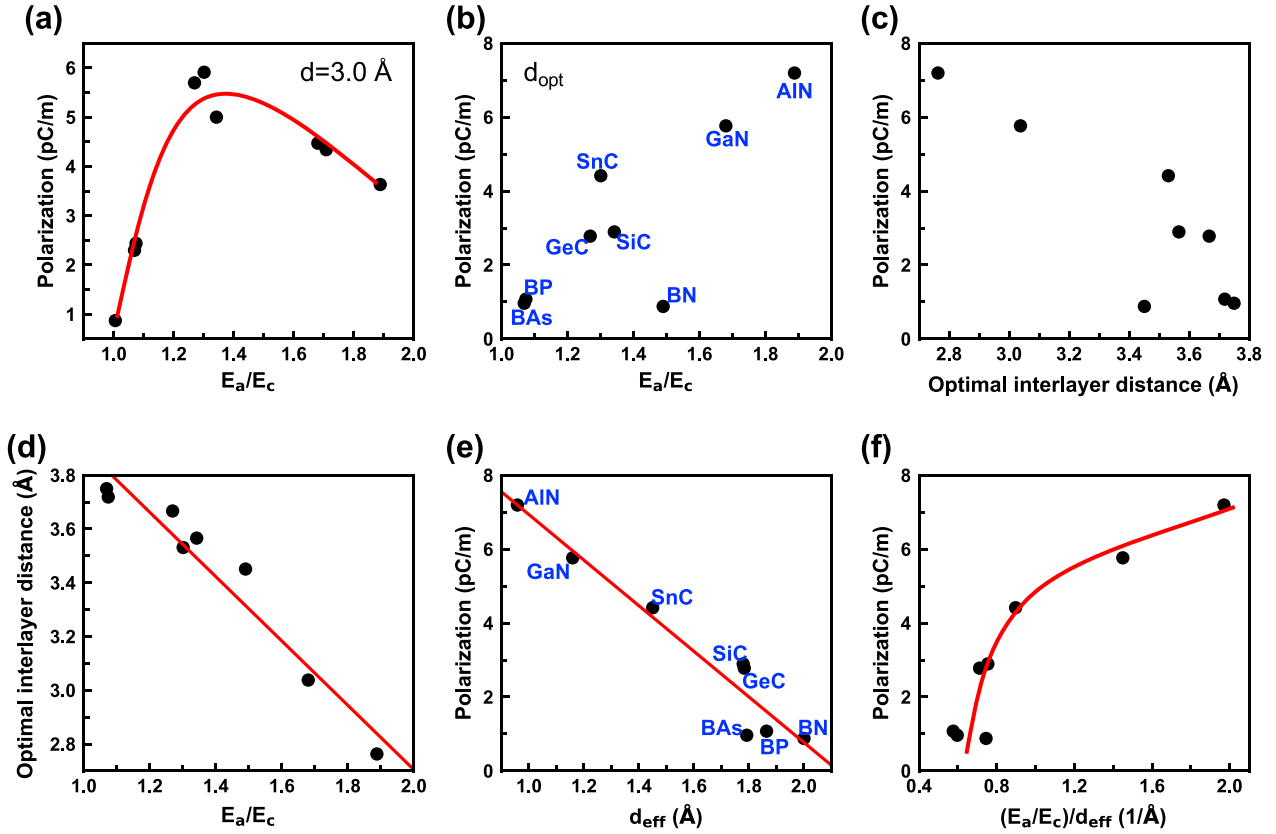 (a)
Polarization (pC/m)
6
5
4
3
2
1
d=3.0 Å
1.0 1.2 1.4 1.6 1.8 2.0
Ea/Ec
(b)
Polarization (pC/m)
8
6
4
2
0
dopt
AlN
GaN
SnC
GeC
SiC
BP
BAs
BN
1.0 1.2 1.4 1.6 1.8 2.0
Ea/Ec
(c)
Polarization (pC/m)
8
6
4
2
0
2.8 3.0 3.2 3.4 3.6 3.8
Optimal interlayer distance (Å)
(d)
Optimal interlayer distance (Å)
3.8
3.6
3.4
3.2
3.0
2.8
1.0 1.2 1.4 1.6 1.8 2.0
Ea/Ec
(e)
Polarization (pC/m)
8
6
4
2
0
AlN
GaN
SnC
SiC
GeC
BAs
BP
BN
1.0 1.2 1.4 1.6 1.8 2.0
deff (Å)
(f)
Polarization (pC/m)
8
6
4
2
0
0.4 0.8 1.2 1.6 2.0
(Ea/Ec)/deff (1/Å)